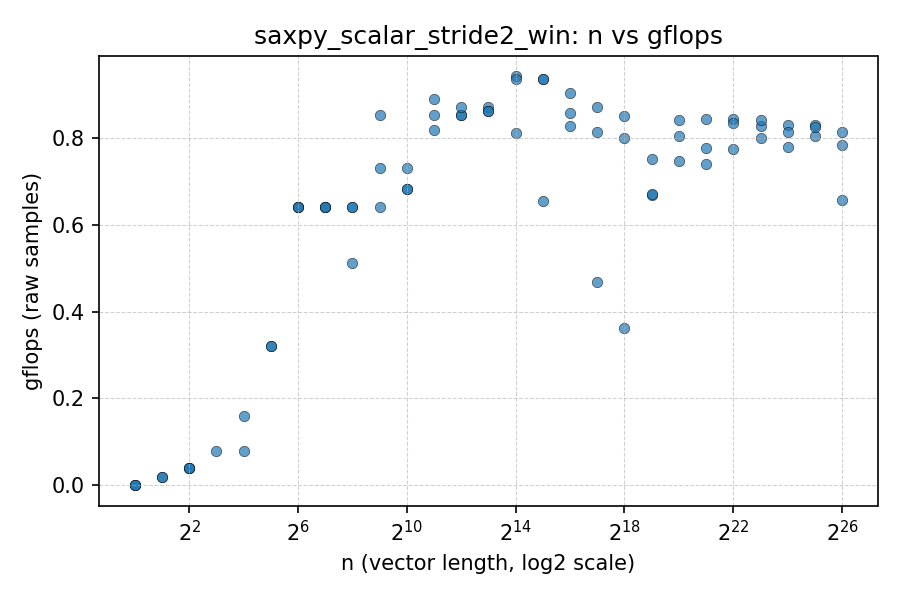 saxpy_scalar_stride2_win: n vs gflops
gflops (raw samples)
0.8
0.6
0.4
0.2
0.0
2^2 2^6 2^10 2^14 2^18 2^22 2^26
n (vector length, log2 scale)